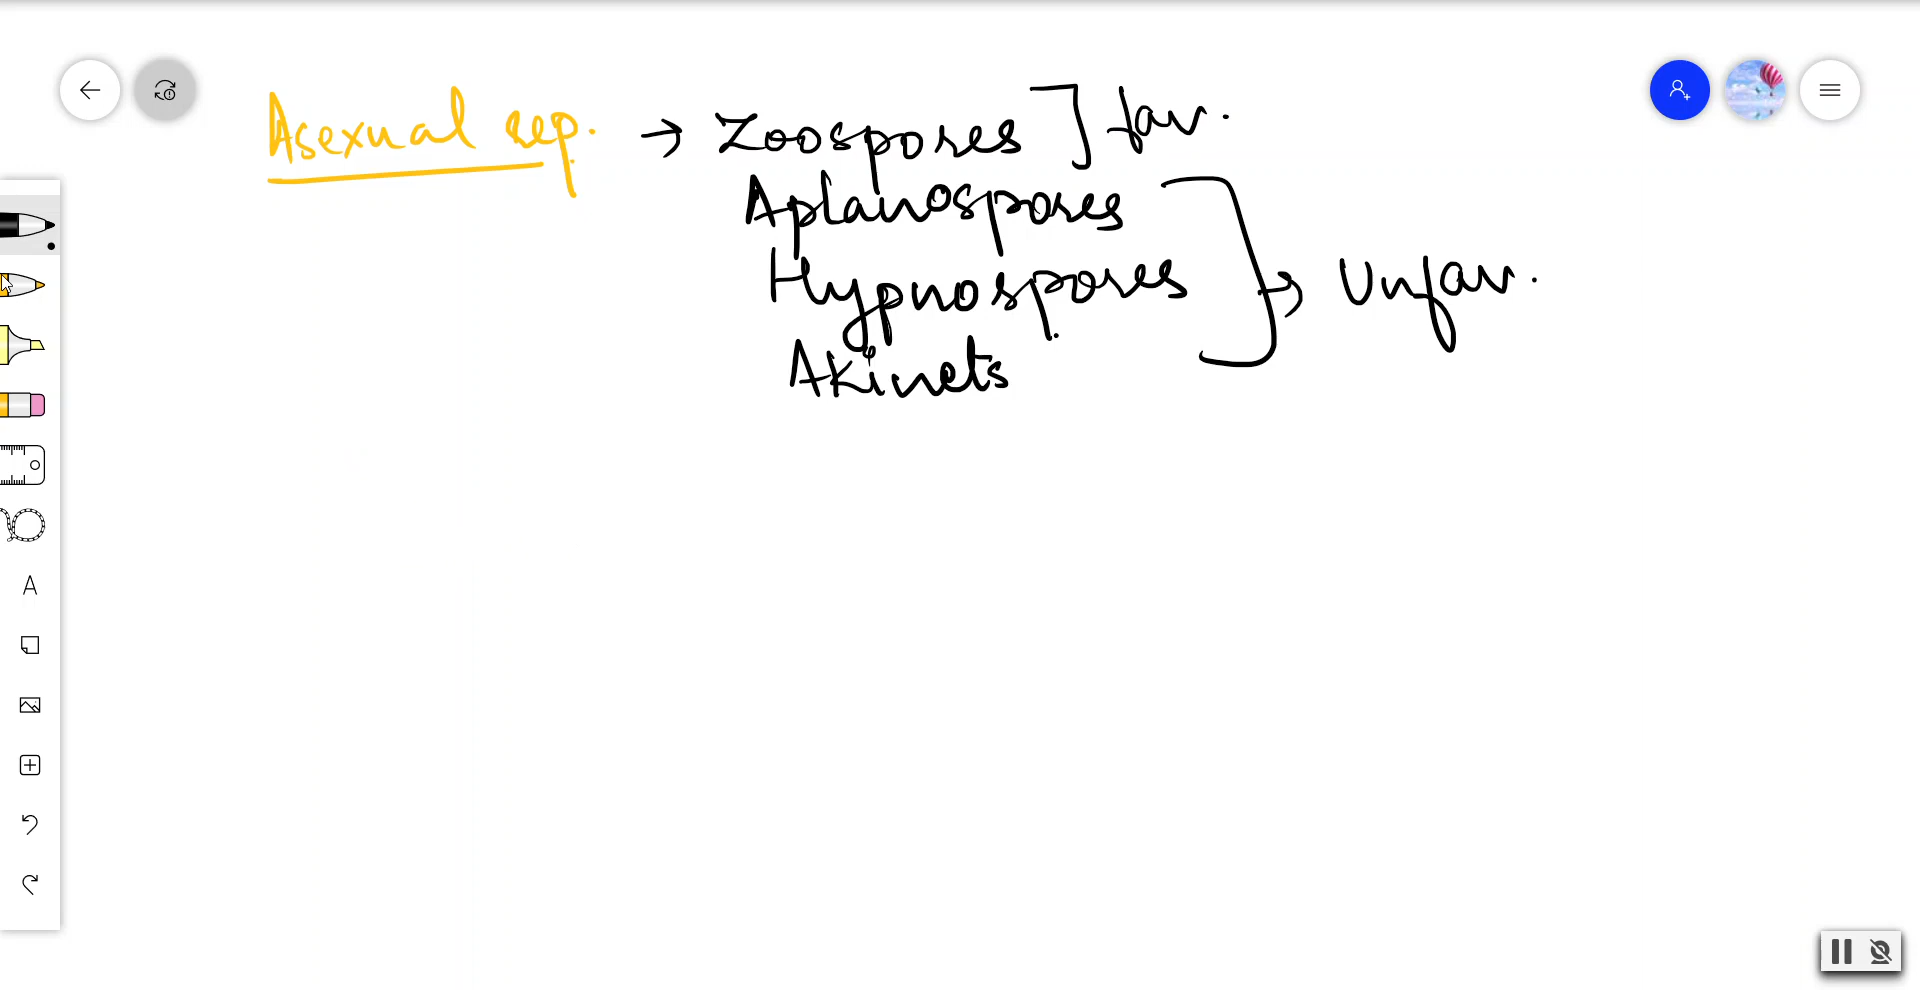 Asexual rep. → Zoospores ] fav.
Aplanospores
Hypnospores → Unfav.
Akinets
A